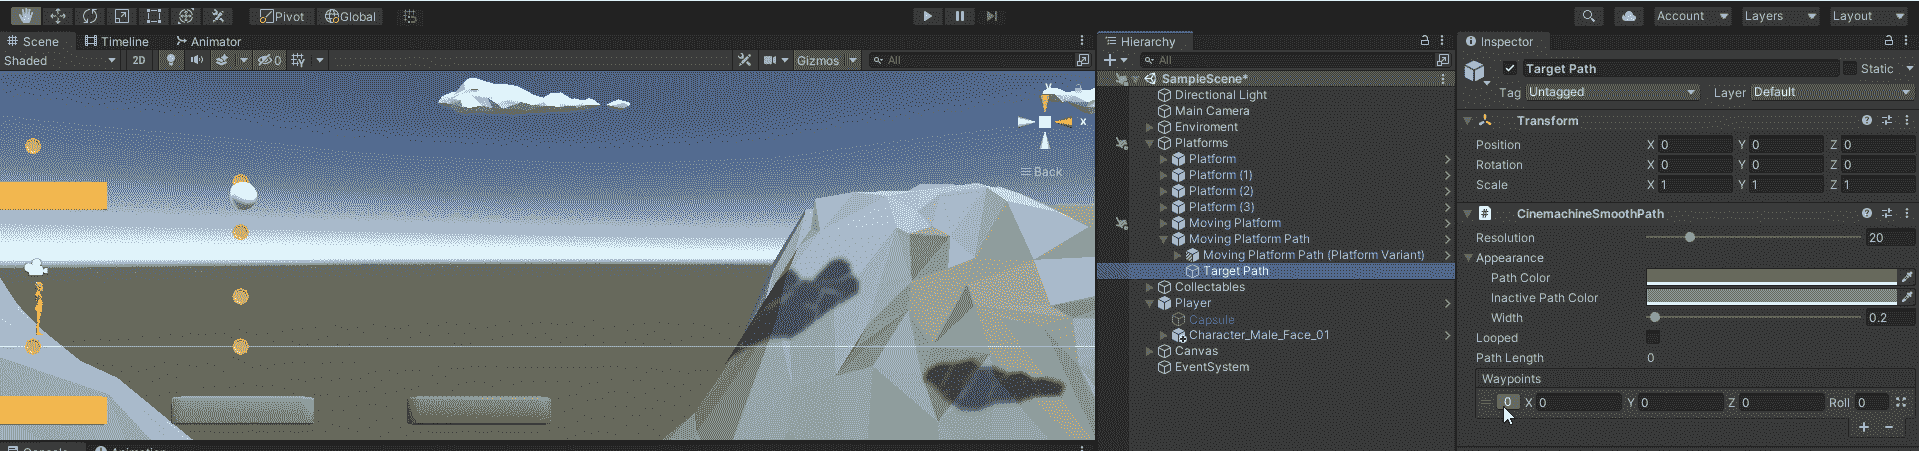 Pivot Global Account Layers Layout
Scene Timeline Animator
Shaded 2D 0 Gizmos All
y
x
Back
Hierarchy
All
SampleScene*
Directional Light
Main Camera
Enviroment
Platforms
Platform
Platform (1)
Platform (2)
Platform (3)
Moving Platform
Moving Platform Path
Moving Platform Path (Platform Variant)
Target Path
Collectables
Player
Capsule
Character_Male_Face_01
Canvas
EventSystem
Inspector
Target Path Static
Tag Untagged Layer Default
Transform
Position X 0 Y 0 Z 0
Rotation X 0 Y 0 Z 0
Scale X 1 Y 1 Z 1
# CinemachineSmoothPath
Resolution 20
Appearance
Path Color
Inactive Path Color
Width 0.2
Looped
Path Length 0
Waypoints
0 X 0 Y 0 Z 0 Roll 0
+ −
Console Animation